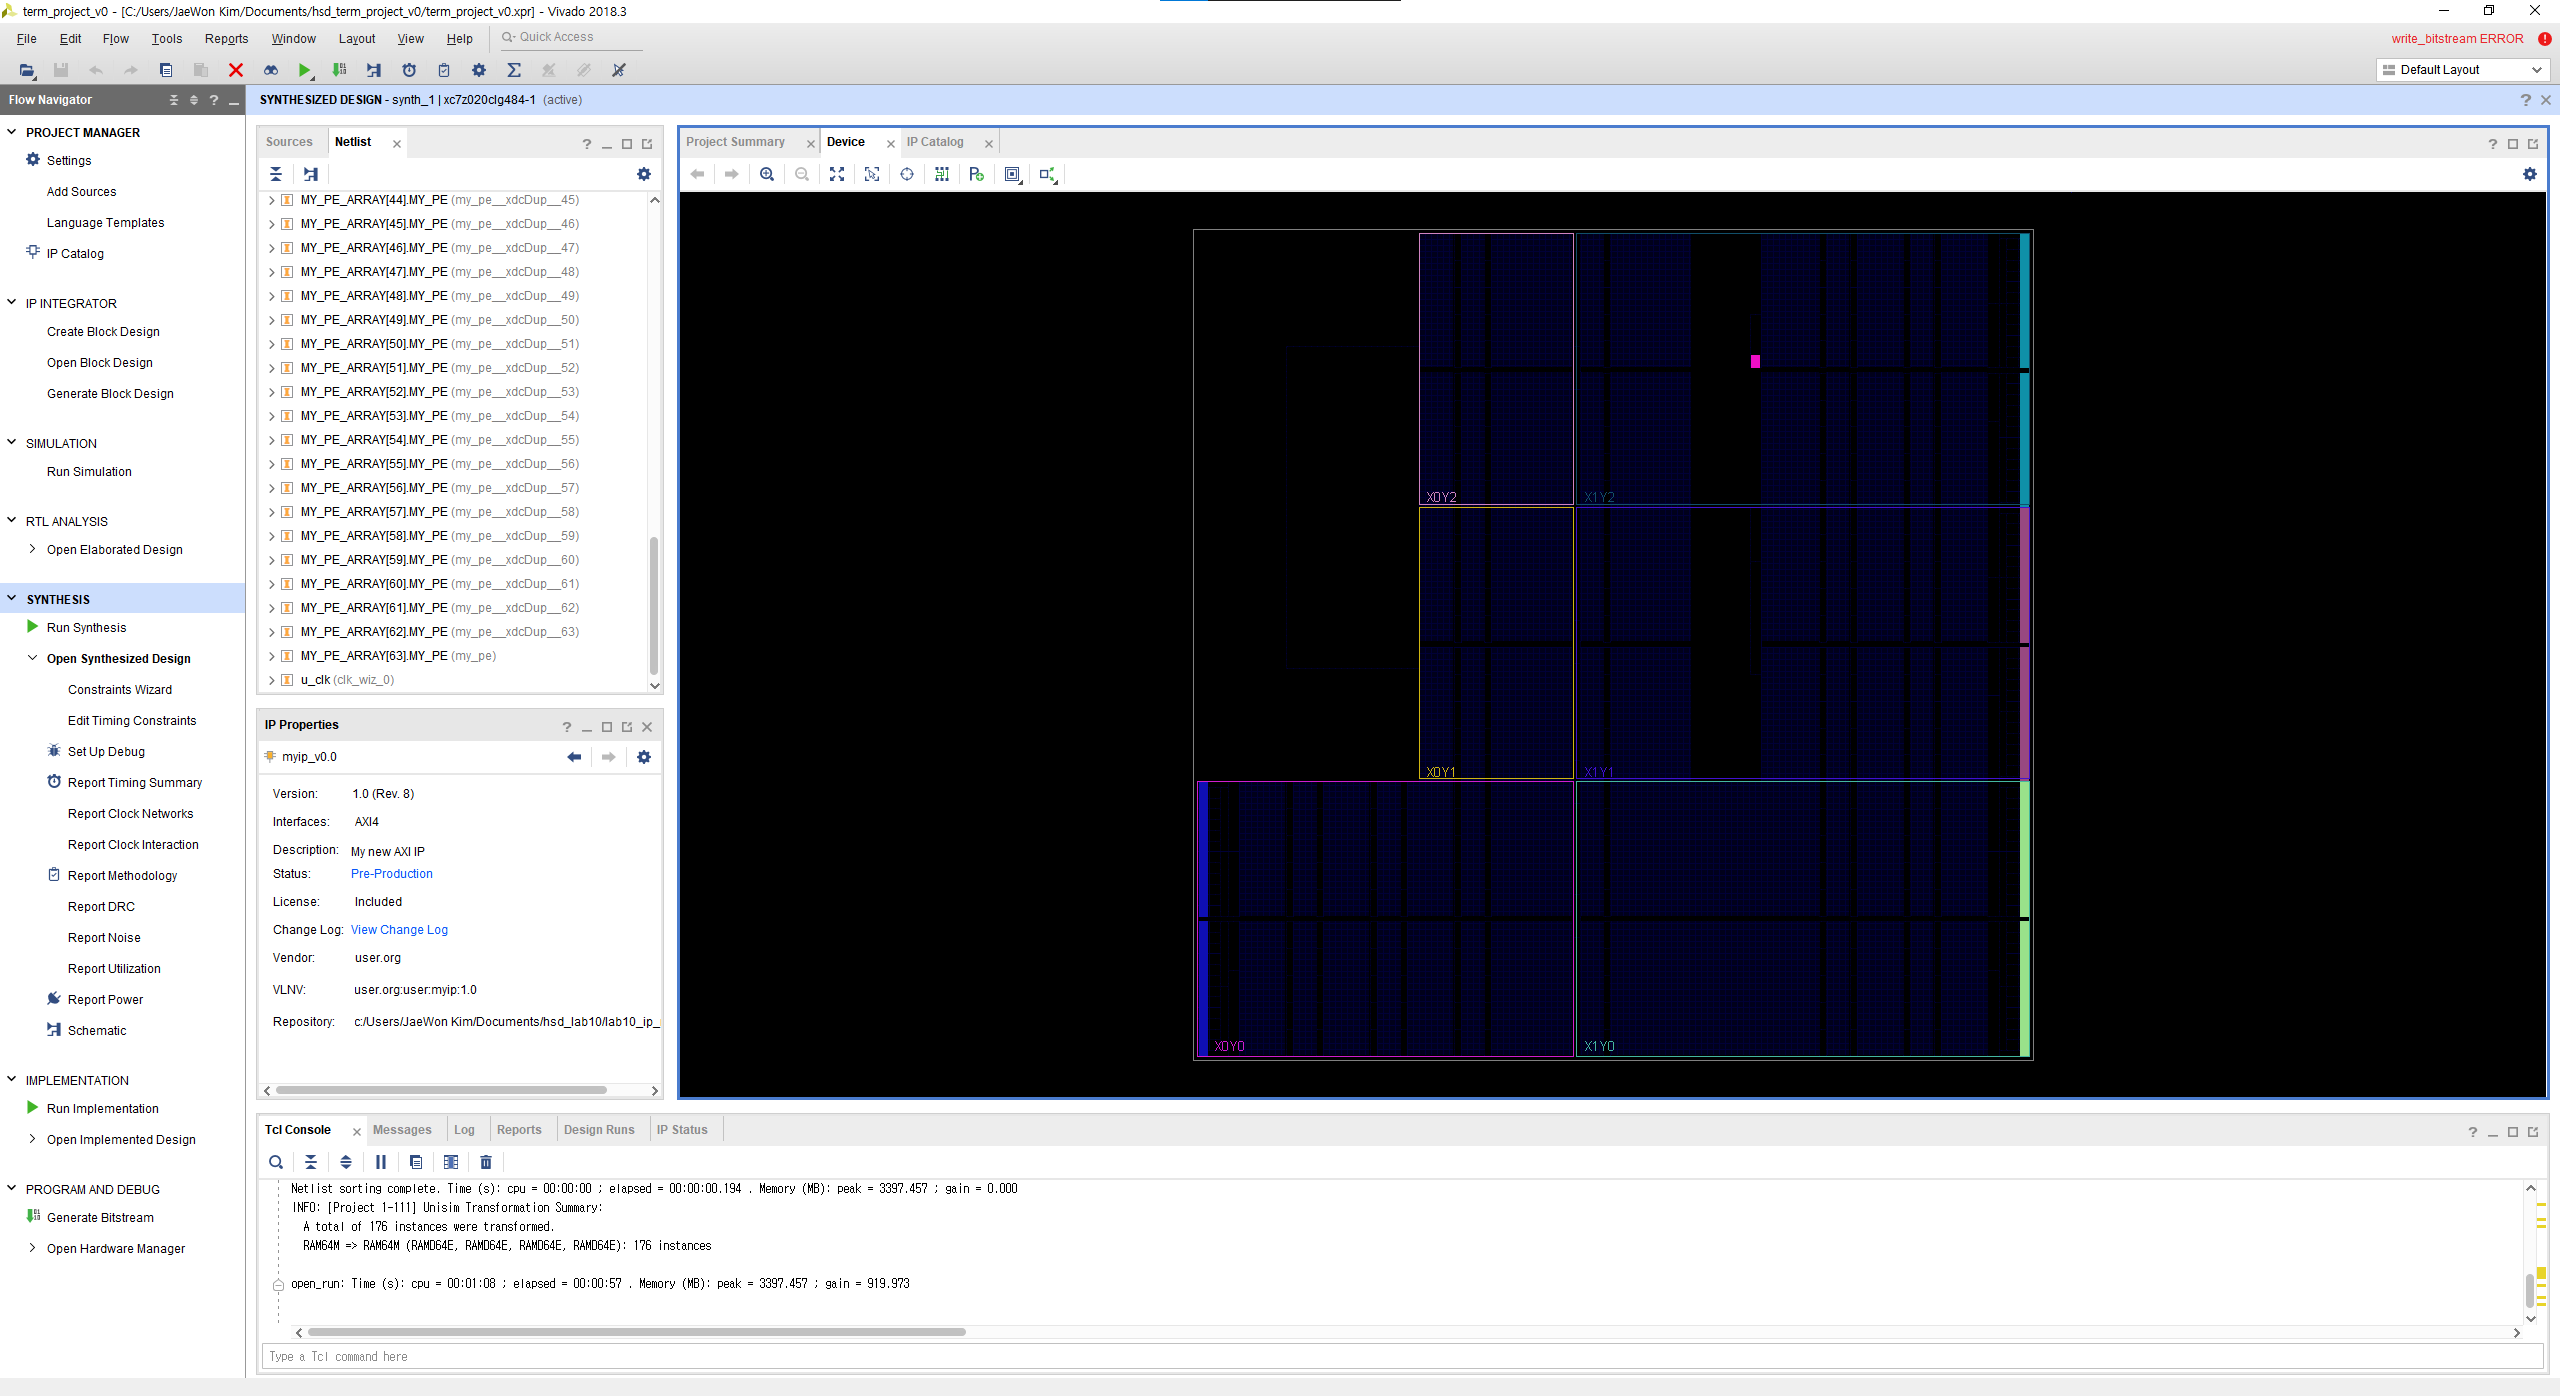 term_project_v0 - [C:/Users/JaeWon Kim/Documents/hsd_term_project_v0/term_project_v0.xpr] - Vivado 2018.3
File Edit Flow Tools Reports Window Layout View Help Quick Access
write_bitstream ERROR
Default Layout
Flow Navigator
SYNTHESIZED DESIGN - synth_1 | xc7z020clg484-1 (active)
PROJECT MANAGER
Settings
Add Sources
Language Templates
IP Catalog
IP INTEGRATOR
Create Block Design
Open Block Design
Generate Block Design
SIMULATION
Run Simulation
RTL ANALYSIS
Open Elaborated Design
SYNTHESIS
Run Synthesis
Open Synthesized Design
Constraints Wizard
Edit Timing Constraints
Set Up Debug
Report Timing Summary
Report Clock Networks
Report Clock Interaction
Report Methodology
Report DRC
Report Noise
Report Utilization
Report Power
Schematic
IMPLEMENTATION
Run Implementation
Open Implemented Design
PROGRAM AND DEBUG
Generate Bitstream
Open Hardware Manager
Sources Netlist
MY_PE_ARRAY[44].MY_PE (my_pe__xdcDup__45)
MY_PE_ARRAY[45].MY_PE (my_pe__xdcDup__46)
MY_PE_ARRAY[46].MY_PE (my_pe__xdcDup__47)
MY_PE_ARRAY[47].MY_PE (my_pe__xdcDup__48)
MY_PE_ARRAY[48].MY_PE (my_pe__xdcDup__49)
MY_PE_ARRAY[49].MY_PE (my_pe__xdcDup__50)
MY_PE_ARRAY[50].MY_PE (my_pe__xdcDup__51)
MY_PE_ARRAY[51].MY_PE (my_pe__xdcDup__52)
MY_PE_ARRAY[52].MY_PE (my_pe__xdcDup__53)
MY_PE_ARRAY[53].MY_PE (my_pe__xdcDup__54)
MY_PE_ARRAY[54].MY_PE (my_pe__xdcDup__55)
MY_PE_ARRAY[55].MY_PE (my_pe__xdcDup__56)
MY_PE_ARRAY[56].MY_PE (my_pe__xdcDup__57)
MY_PE_ARRAY[57].MY_PE (my_pe__xdcDup__58)
MY_PE_ARRAY[58].MY_PE (my_pe__xdcDup__59)
MY_PE_ARRAY[59].MY_PE (my_pe__xdcDup__60)
MY_PE_ARRAY[60].MY_PE (my_pe__xdcDup__61)
MY_PE_ARRAY[61].MY_PE (my_pe__xdcDup__62)
MY_PE_ARRAY[62].MY_PE (my_pe__xdcDup__63)
MY_PE_ARRAY[63].MY_PE (my_pe)
u_clk (clk_wiz_0)
IP Properties
myip_v0.0
Version: 1.0 (Rev. 8)
Interfaces: AXI4
Description: My new AXI IP
Status: Pre-Production
License: Included
Change Log: View Change Log
Vendor: user.org
VLNV: user.org:user:myip:1.0
Repository: c:/Users/JaeWon Kim/Documents/hsd_lab10/lab10_ip_
Project Summary Device IP Catalog
X0Y2
X1Y2
X0Y1
X1Y1
X0Y0
X1Y0
Tcl Console Messages Log Reports Design Runs IP Status
Netlist sorting complete. Time (s): cpu = 00:00:00 ; elapsed = 00:00:00.194 . Memory (MB): peak = 3397.457 ; gain = 0.000
INFO: [Project 1-111] Unisim Transformation Summary:
A total of 176 instances were transformed.
RAM64M => RAM64M (RAMD64E, RAMD64E, RAMD64E, RAMD64E): 176 instances
open_run: Time (s): cpu = 00:01:08 ; elapsed = 00:00:57 . Memory (MB): peak = 3397.457 ; gain = 919.973
Type a Tcl command here